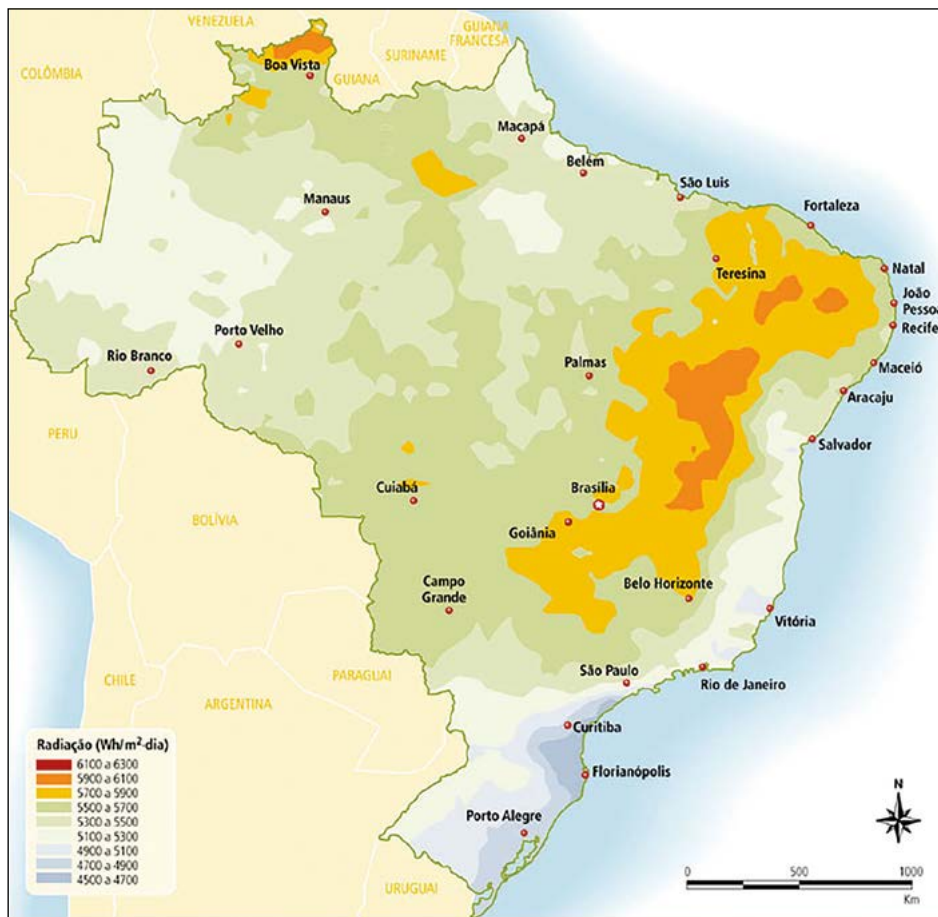 VENEZUELA
GUIANA
FRANCESA
SURINAME
GUIANA
COLÔMBIA
Boa Vista
Macapá
Belém
São Luis
Fortaleza
Manaus
Teresina
Natal
João
Pessoa
Recife
Porto Velho
Rio Branco
Palmas
Maceió
Aracaju
PERU
Salvador
Cuiabá
Brasília
BOLÍVIA
Goiânia
Campo
Grande
Belo Horizonte
Vitória
CHILE
PARAGUAI
São Paulo
Rio de Janeiro
ARGENTINA
Curitiba
Florianópolis
Porto Alegre
URUGUAI
Radiação (Wh/m²-dia)
6100 a 6300
5900 a 6100
5700 a 5900
5500 a 5700
5300 a 5500
5100 a 5300
4900 a 5100
4700 a 4900
4500 a 4700
N
0 500 1000
Km